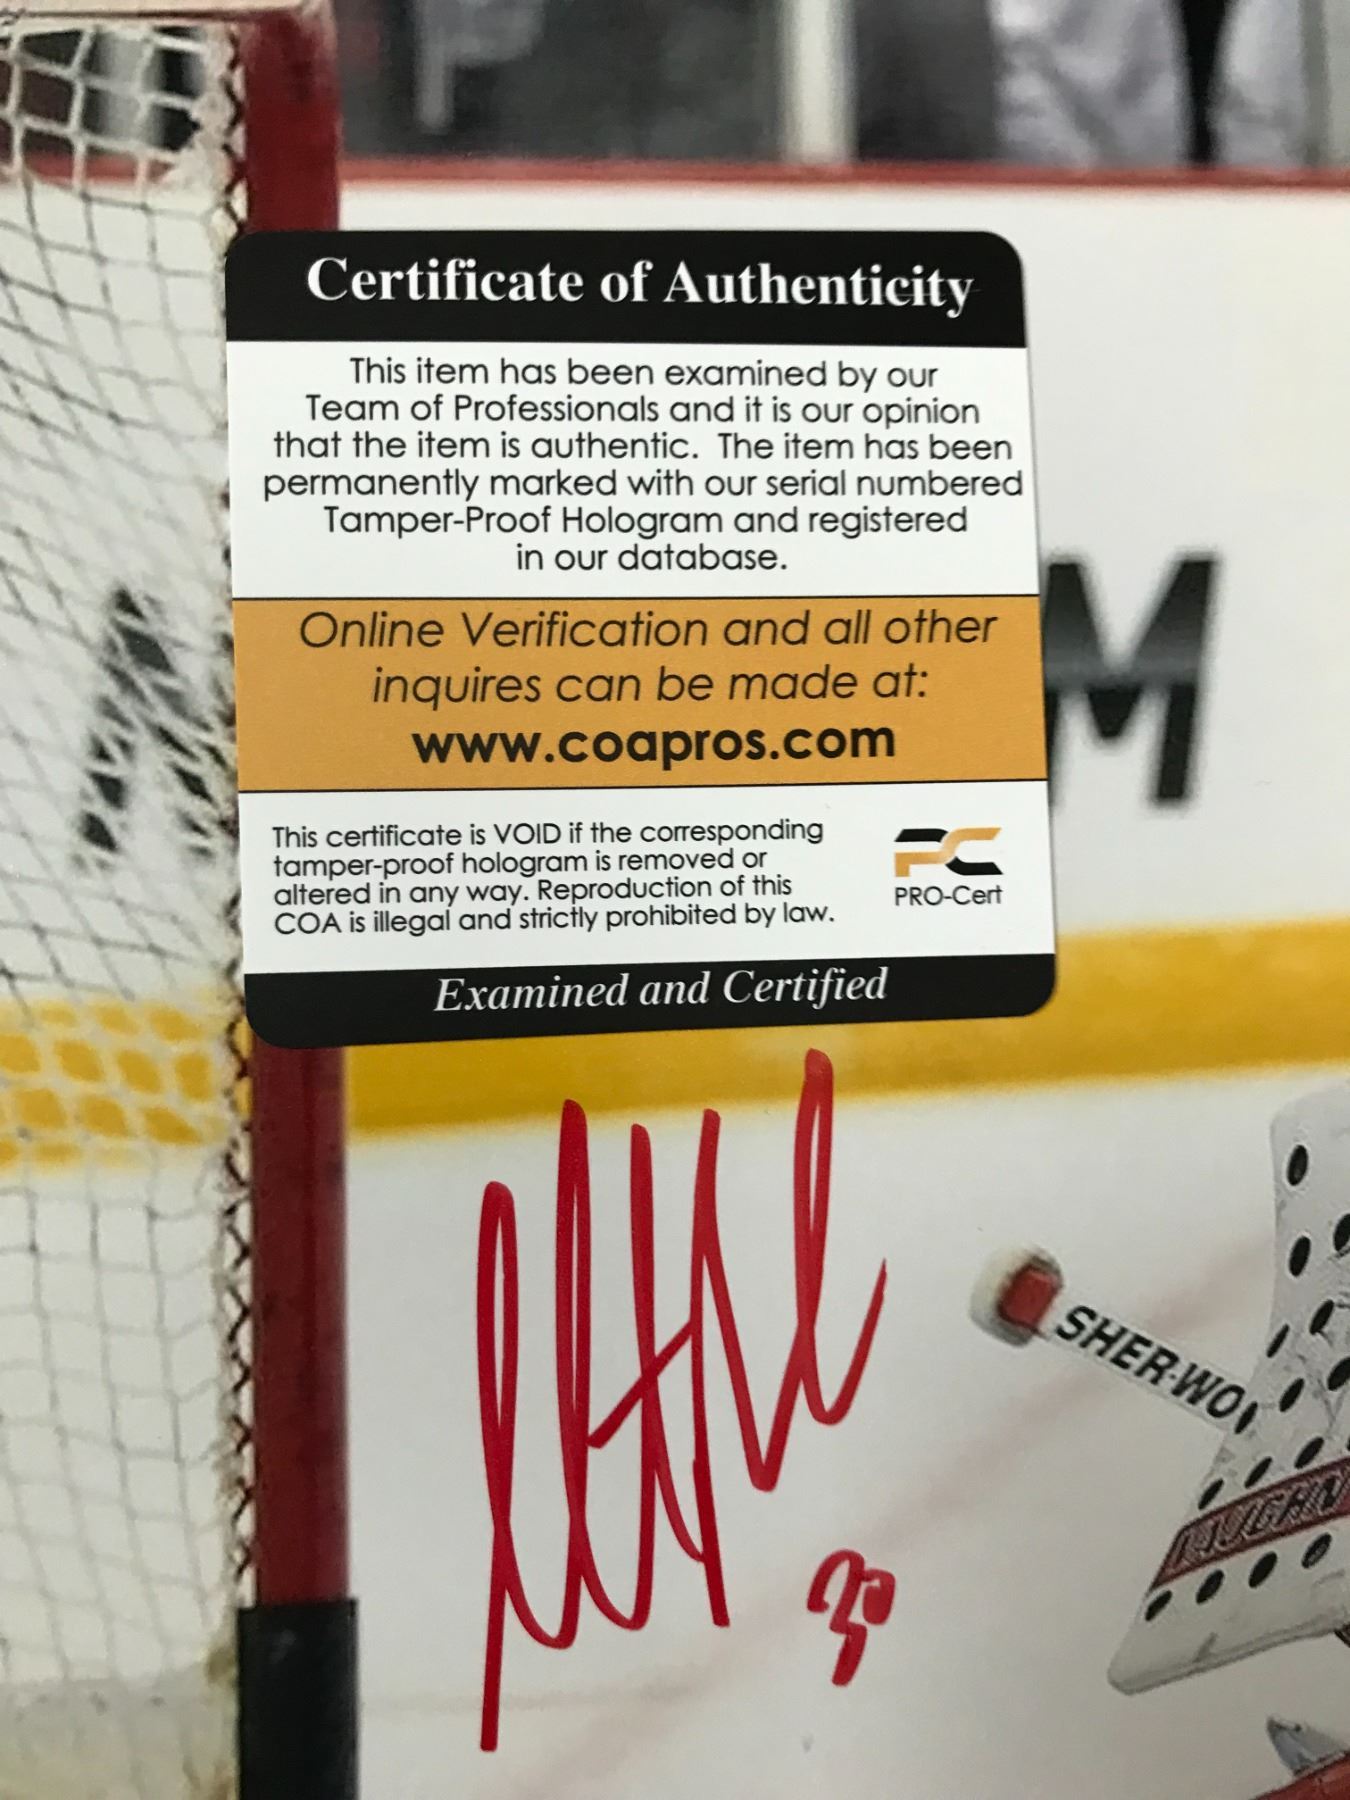 Certificate of Authenticity
This item has been examined by our
Team of Professionals and it is our opinion
that the item is authentic. The item has been
permanently marked with our serial numbered
Tamper-Proof Hologram and registered
in our database.
Online Verification and all other
inquires can be made at:
www.coapros.com
This certificate is VOID if the corresponding
tamper-proof hologram is removed or
altered in any way. Reproduction of this
COA is illegal and strictly prohibited by law.
PC
PRO-Cert
Examined and Certified
M
SHER-WO
VAUGHN
30